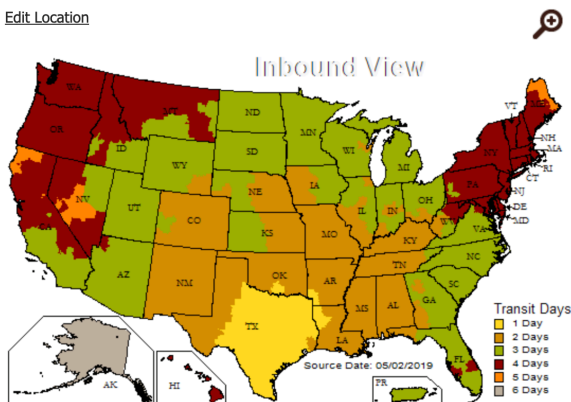 Edit Location
Inbound View
WA
MT
ND
MN
VT
ME
OR
ID
SD
WI
MI
NY
NH
MA
WY
RI
CT
NV
NE
IA
PA
NJ
UT
CO
IL
IN
OH
DE
MD
CA
KS
MO
KY
WV
VA
AZ
NM
OK
AR
TN
NC
SC
MS
AL
GA
TX
LA
FL
Transit Days
1 Day
2 Days
3 Days
4 Days
5 Days
6 Days
Source Date: 05/02/2019
AK
HI
PR